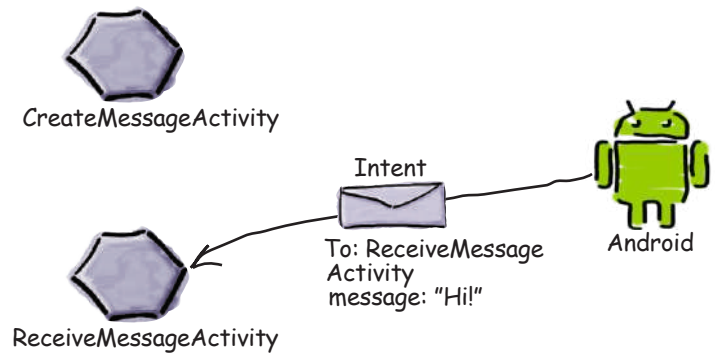 CreateMessageActivity
Intent
To: ReceiveMessage
Activity
message: "Hi!"
Android
ReceiveMessageActivity